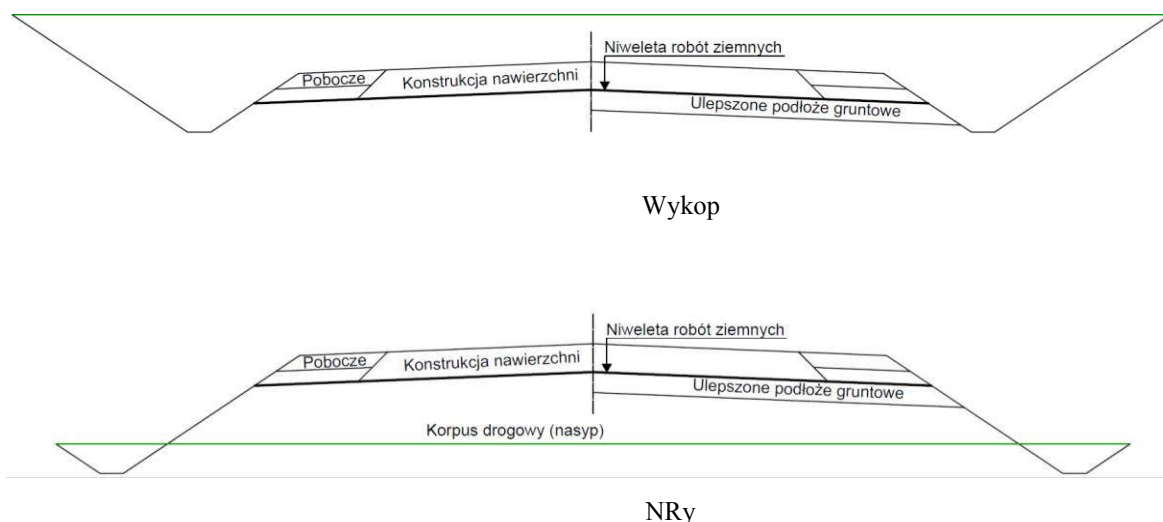 Niweleta robót ziemnych
Pobocze
Konstrukcja nawierzchni
Ulepszone podłoże gruntowe
Wykop
Niweleta robót ziemnych
Pobocze
Konstrukcja nawierzchni
Ulepszone podłoże gruntowe
Korpus drogowy (nasyp)
NRy